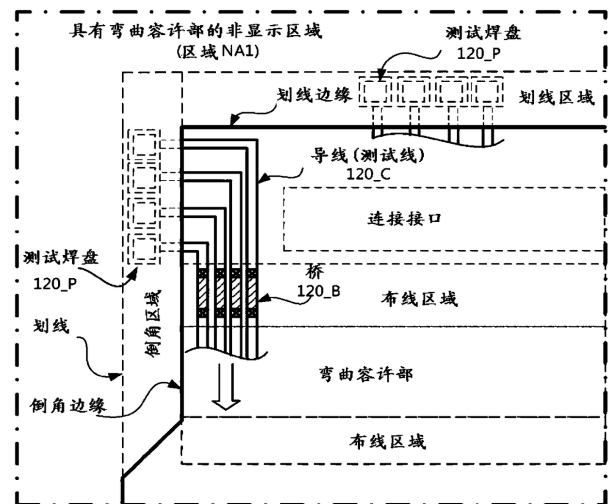 具有弯曲容许部的非显示区域
(区域NA1)
测试焊盘
120_P
划线边缘
划线区域
导线(测试线)
120_C
连接接口
测试焊盘
120_P
桥
120_B
布线区域
划线
倒角区域
弯曲容许部
倒角边缘
布线区域